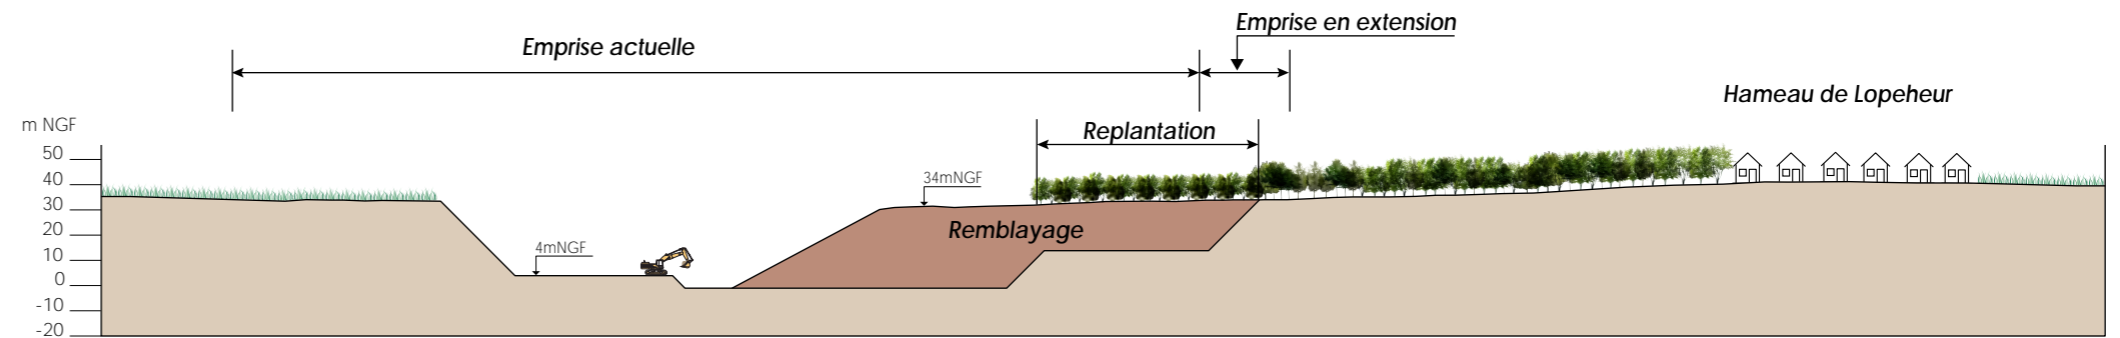 Emprise en extension
Emprise actuelle
Hameau de Lopeheur
m NGF
Replantation
50
40
34mNGF
30
Remblayage
20
4mNGF
10
0
-10
-20